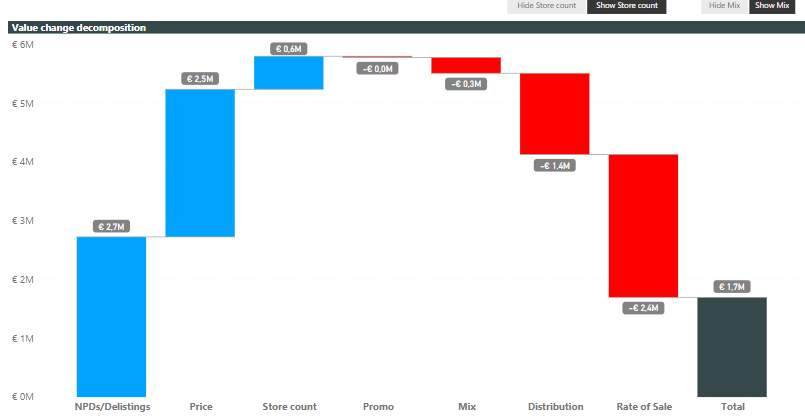 Hide Store count Show Store count Hide Mix Show Mix
Value change decomposition
€ 6M
€ 5M
€ 4M
€ 3M
€ 2M
€ 1M
€ 0M
€ 2,7M
€ 2,5M
€ 0,6M
-€ 0,0M
-€ 0,3M
-€ 1,4M
-€ 2,4M
€ 1,7M
NPDs/Delistings Price Store count Promo Mix Distribution Rate of Sale Total